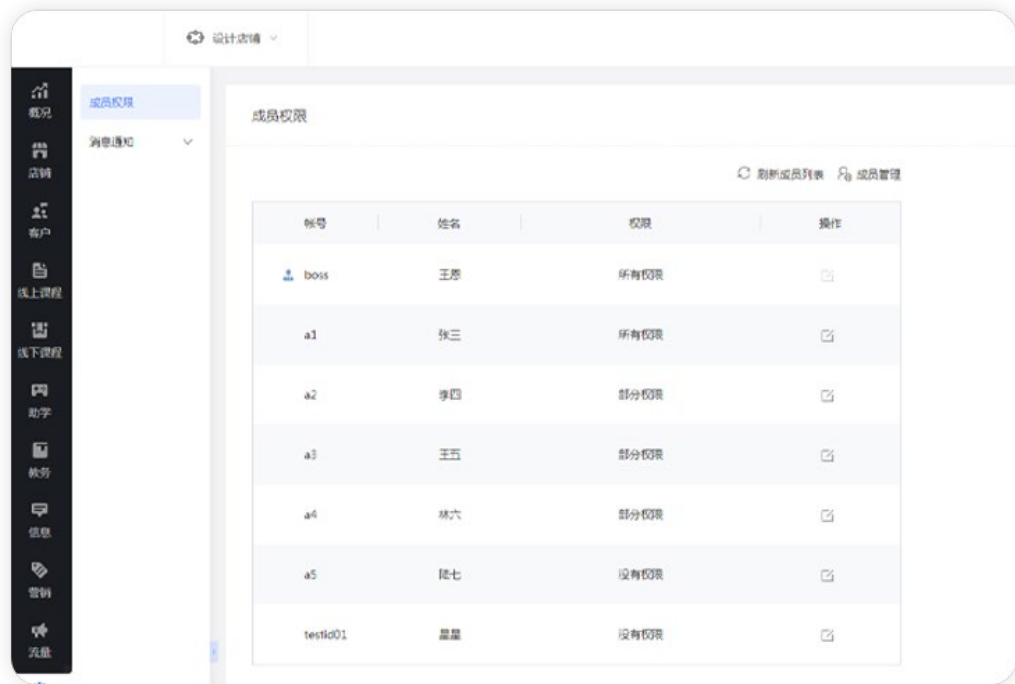 设计店铺
概况
店铺
客户
线上课程
线下课程
助学
教务
信息
营销
流量
成员权限
消息通知
成员权限
刷新成员列表 成员管理
帐号 姓名 权限 操作
boss 王恩 所有权限
a1 张三 所有权限
a2 李四 部分权限
a3 王五 部分权限
a4 林六 部分权限
a5 陆七 没有权限
testid01 星星 没有权限